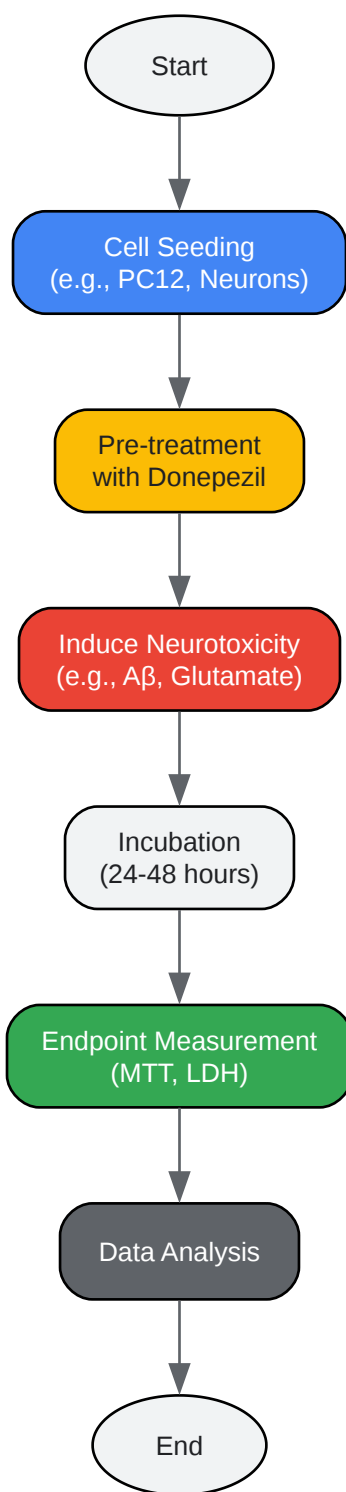 Start
Cell Seeding
(e.g., PC12, Neurons)
Pre-treatment
with Donepezil
Induce Neurotoxicity
(e.g., Aβ, Glutamate)
Incubation
(24-48 hours)
Endpoint Measurement
(MTT, LDH)
Data Analysis
End